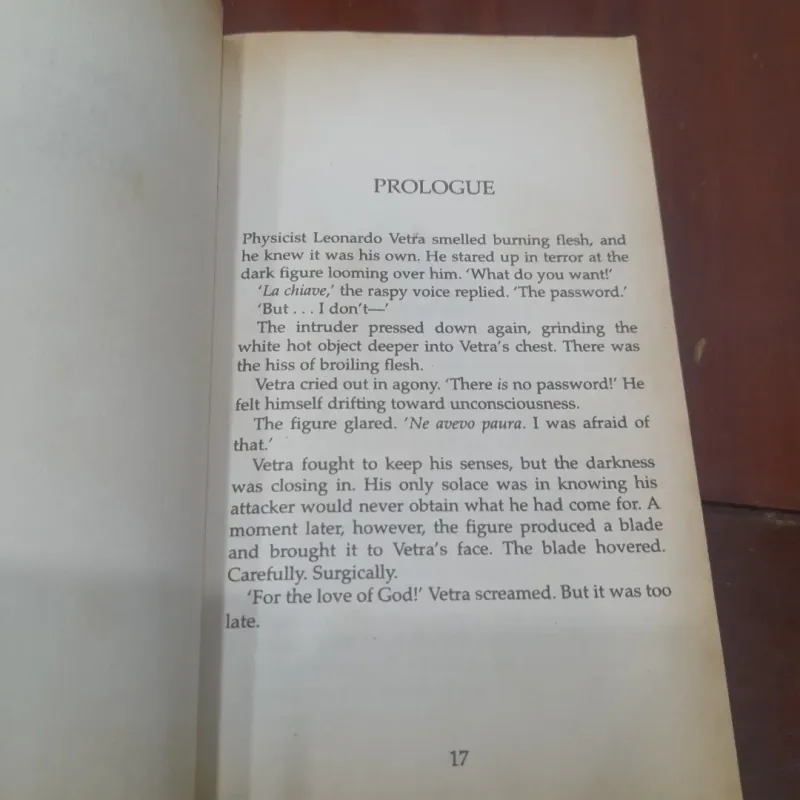 PROLOGUE
Physicist Leonardo Vetra smelled burning flesh, and
he knew it was his own. He stared up in terror at the
dark figure looming over him. ‘What do you want!’
‘La chiave,’ the raspy voice replied. ‘The password.’
‘But . . . I don’t—’
The intruder pressed down again, grinding the
white hot object deeper into Vetra’s chest. There was
the hiss of broiling flesh.
Vetra cried out in agony. ‘There is no password!’ He
felt himself drifting toward unconsciousness.
The figure glared. ‘Ne avevo paura. I was afraid of
that.’
Vetra fought to keep his senses, but the darkness
was closing in. His only solace was in knowing his
attacker would never obtain what he had come for. A
moment later, however, the figure produced a blade
and brought it to Vetra’s face. The blade hovered.
Carefully. Surgically.
‘For the love of God!’ Vetra screamed. But it was too
late.
17